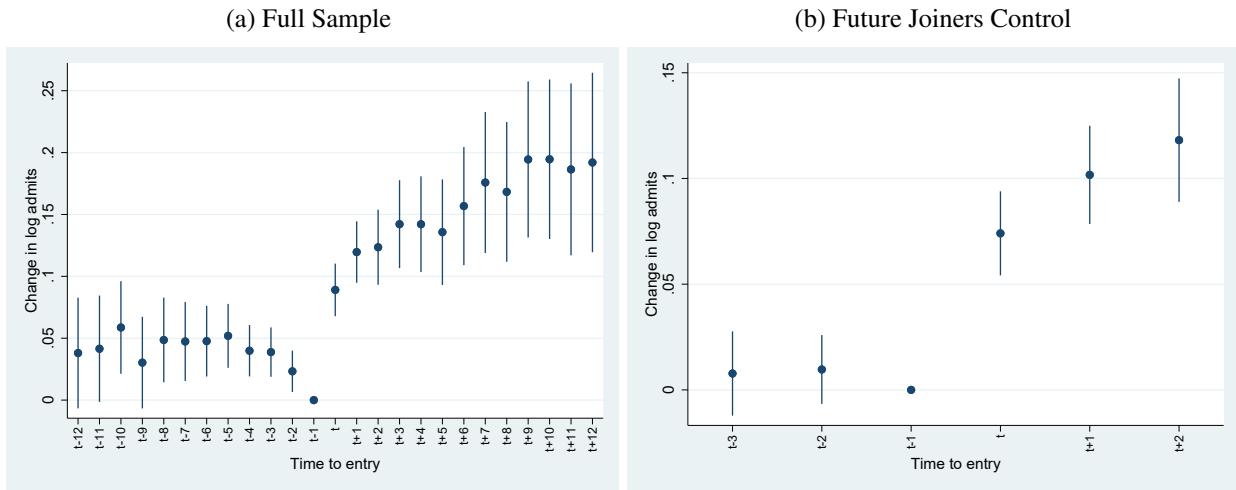 (a) Full Sample
Change in log admits
.25
.2
.15
.1
.05
0
t-12 t-11 t-10 t-9 t-8 t-7 t-6 t-5 t-4 t-3 t-2 t-1 t t+1 t+2 t+3 t+4 t+5 t+6 t+7 t+8 t+9 t+10 t+11 t+12
Time to entry
(b) Future Joiners Control
Change in log admits
.15
.1
.05
0
t-3 t-2 t-1 t t+1 t+2
Time to entry